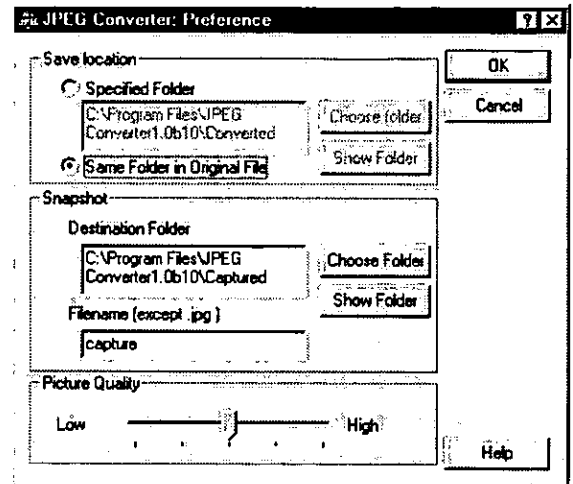 JPEG Converter: Preference
Save location
OK
Specified Folder
Cancel
C:\Program Files\JPEG
Converter1.0b10\Converted
Choose folder
Show Folder
Same Folder in Original File
Snapshot
Destination Folder
C:\Program Files\JPEG
Converter1.0b10\Captured
Choose Folder
Show Folder
Filename (except .jpg )
capture
Picture Quality
Low
High
Help